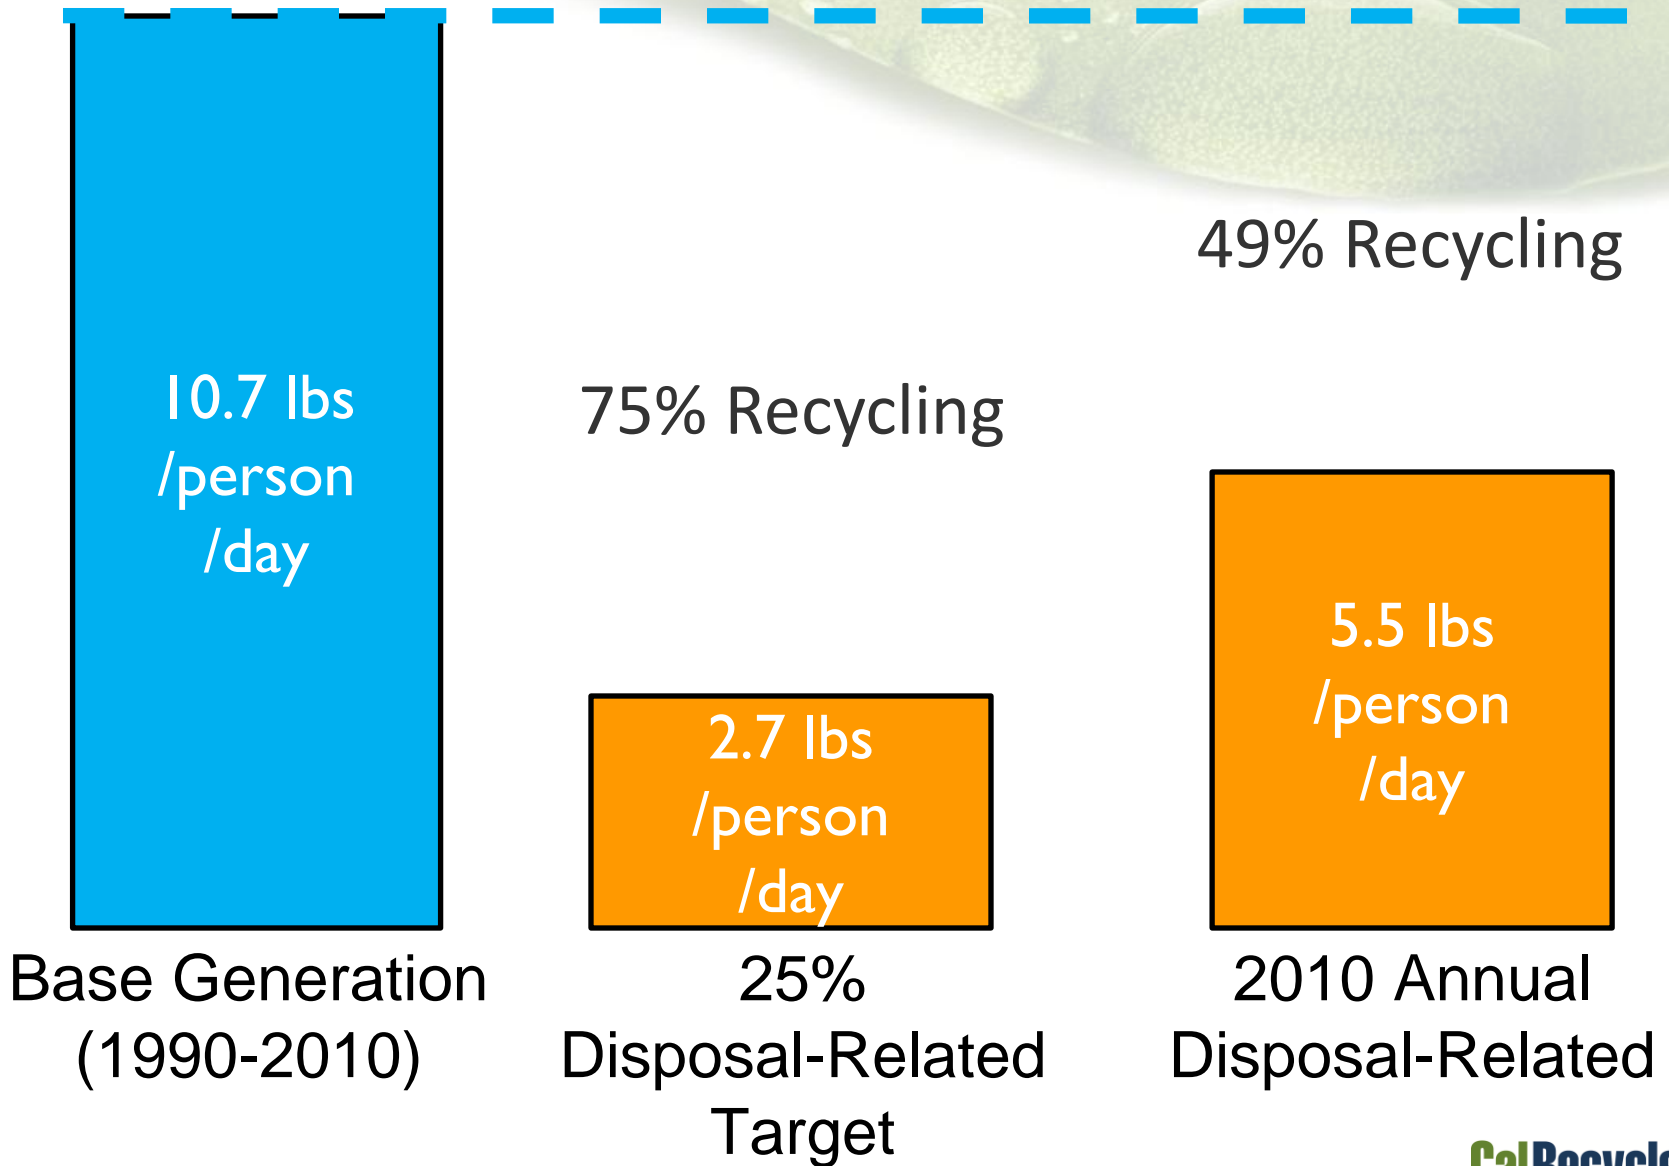 49% Recycling
10.7 lbs
/person
/day
75% Recycling
5.5 lbs
/person
/day
2.7 lbs
/person
/day
Base Generation
(1990-2010)
25%
Disposal-Related
Target
2010 Annual
Disposal-Related
CalRecycle